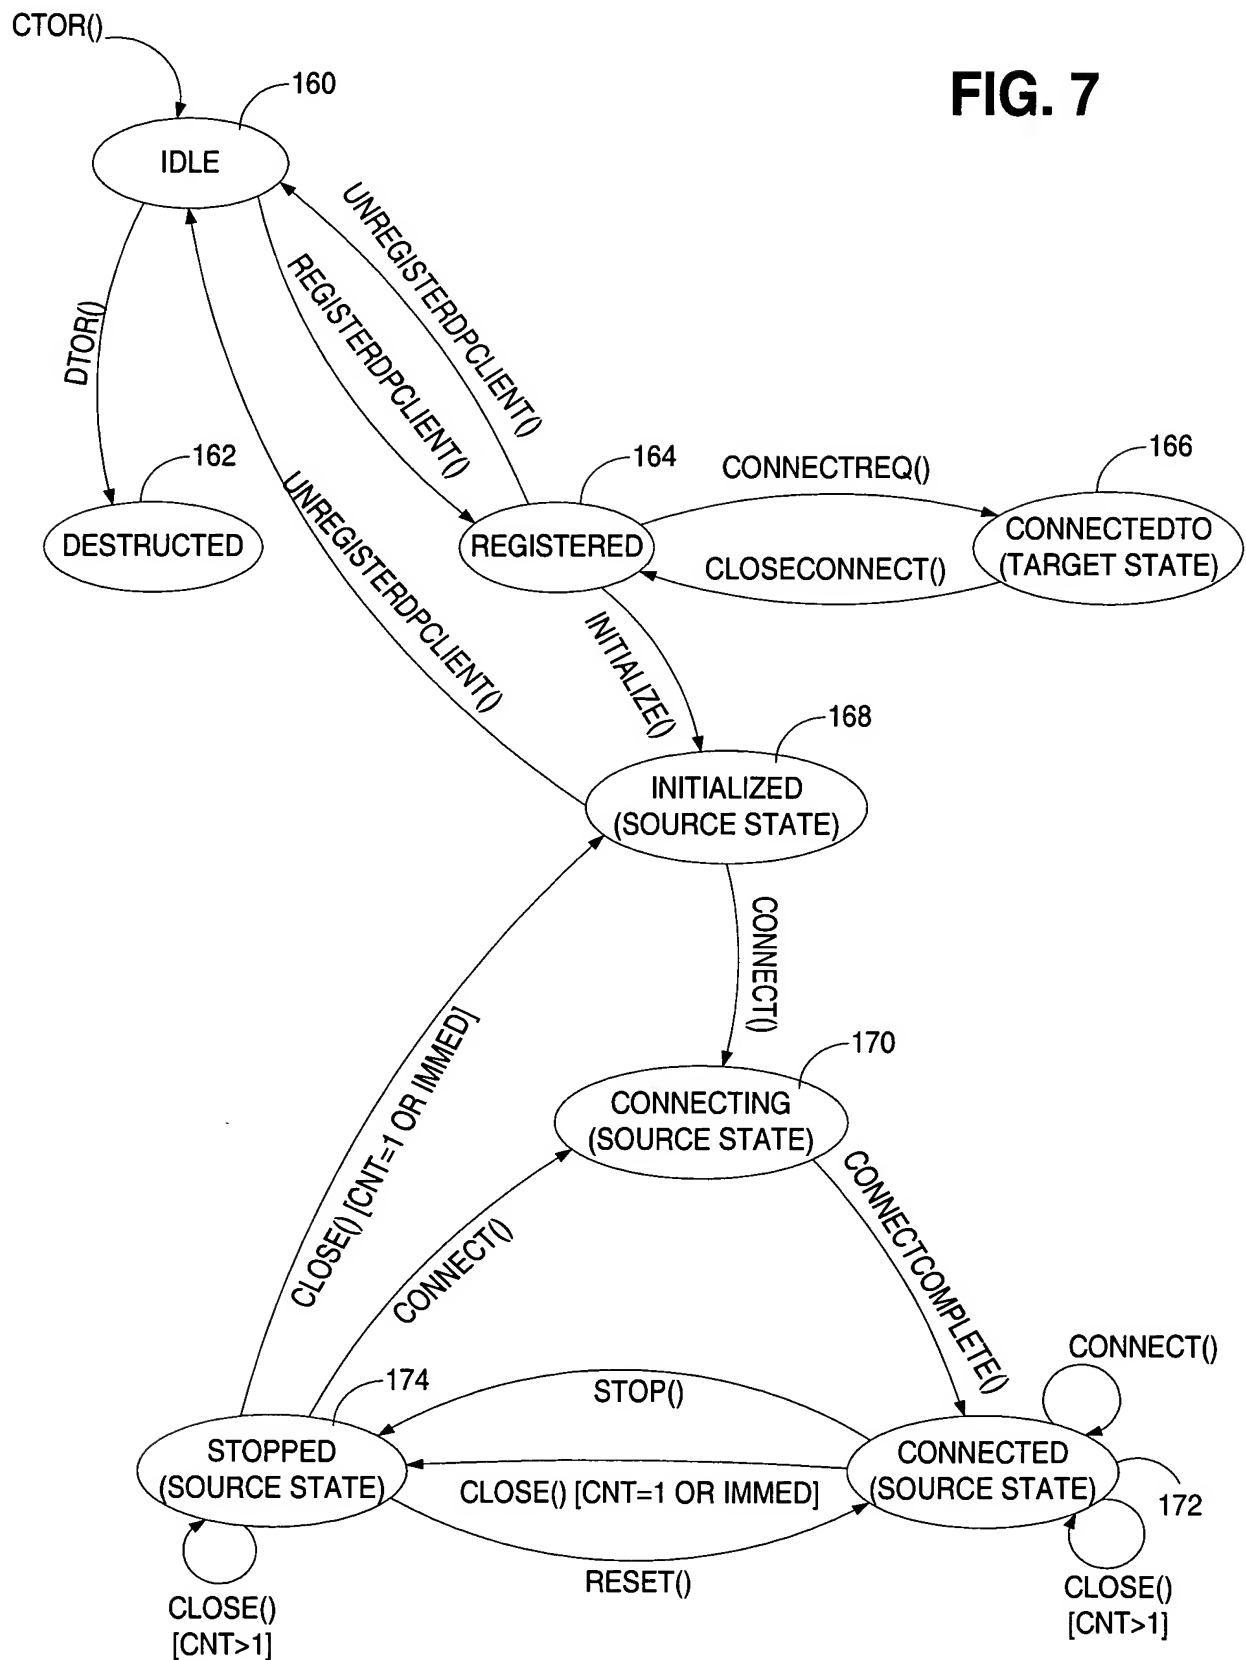 CTOR()
FIG. 7
160
IDLE
UNREGISTERDPCLIENT()
REGISTERDPCLIENT()
DTOR()
162
164
166
CONNECTREQ()
DESTRUCTED
REGISTERED
CONNECTEDTO
(TARGET STATE)
CLOSECONNECT()
UNREGISTERDPCLIENT()
INITIALIZE()
168
INITIALIZED
(SOURCE STATE)
CONNECT()
170
CONNECTING
(SOURCE STATE)
CLOSE() [CNT=1 OR IMMED]
CONNECT()
CONNECTCOMPLETE()
CONNECT()
174
STOP()
STOPPED
(SOURCE STATE)
CONNECTED
(SOURCE STATE)
CLOSE() [CNT=1 OR IMMED]
172
RESET()
CLOSE()
[CNT>1]
CLOSE()
[CNT>1]